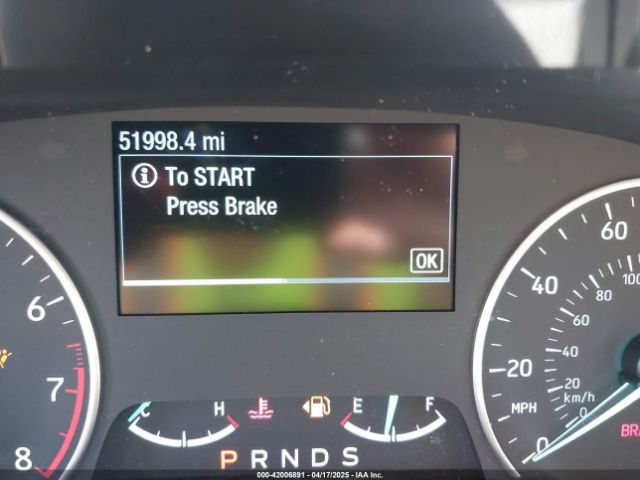 51998.4 mi
i To START
Press Brake
OK
6
7
8
C H
E F
P R N D S
60
40
20
0
MPH
100
80
60
40
20
0
km/h
000-42006891 - 04/17/2025 - IAA Inc.